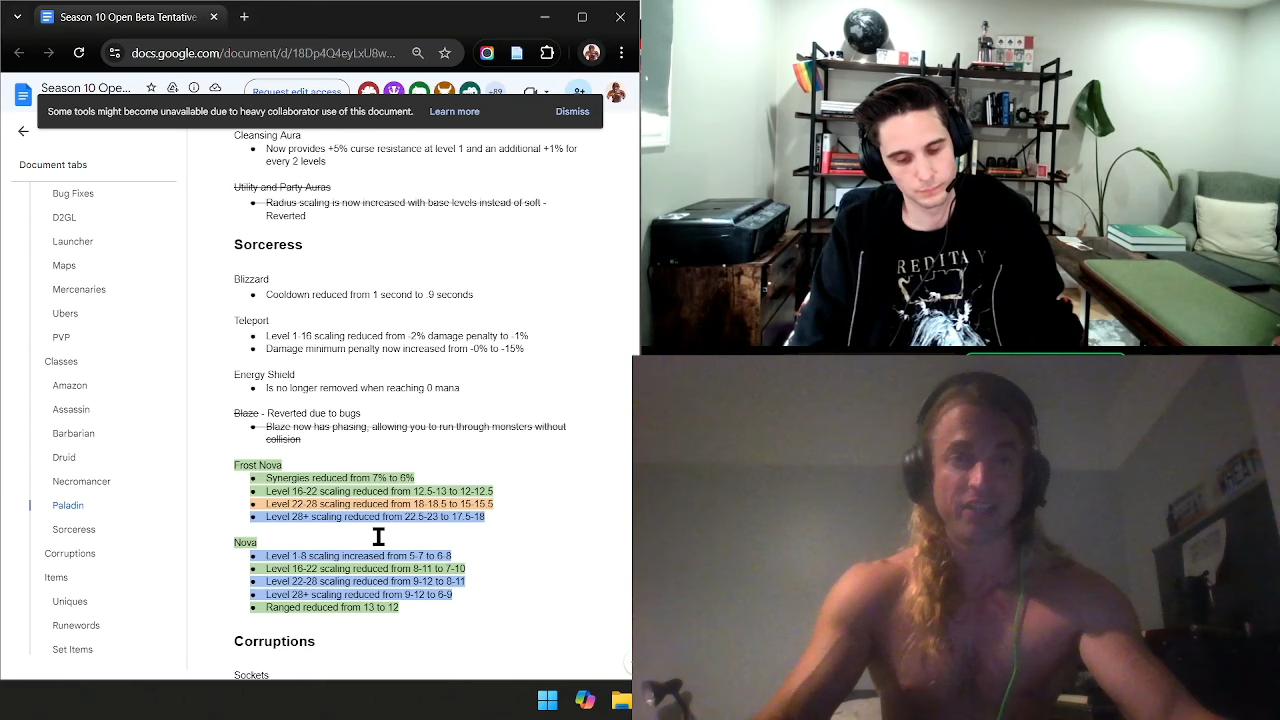 Season 10 Open Beta Tentative
docs.google.com/document/d/18Dp4Q4eyLxU8w...
Season 10 Ope...
Request edit access
+89
Some tools might become unavailable due to heavy collaborator use of this document.
Learn more
Dismiss
Document tabs
Bug Fixes
D2GL
Launcher
Maps
Mercenaries
Ubers
PVP
Classes
Amazon
Assassin
Barbarian
Druid
Necromancer
Paladin
Sorceress
Corruptions
Items
Uniques
Runewords
Set Items
Cleansing Aura
● Now provides +5% curse resistance at level 1 and an additional +1% for
every 2 levels
Utility and Party Auras
● Radius scaling is now increased with base levels instead of soft -
Reverted
Sorceress
Blizzard
● Cooldown reduced from 1 second to .9 seconds
Teleport
● Level 1-16 scaling reduced from -2% damage penalty to -1%
● Damage minimum penalty now increased from -0% to -15%
Energy Shield
● Is no longer removed when reaching 0 mana
Blaze - Reverted due to bugs
● Blaze now has phasing, allowing you to run through monsters without
collision
Frost Nova
● Synergies reduced from 7% to 6%
● Level 16-22 scaling reduced from 12.5-13 to 12-12.5
● Level 22-28 scaling reduced from 18-18.5 to 15-15.5
● Level 28+ scaling reduced from 22.5-23 to 17.5-18
Nova
● Level 1-8 scaling increased from 5-7 to 6-8
● Level 16-22 scaling reduced from 8-11 to 7-10
● Level 22-28 scaling reduced from 9-12 to 8-11
● Level 28+ scaling reduced from 9-12 to 6-9
● Ranged reduced from 13 to 12
Corruptions
Sockets